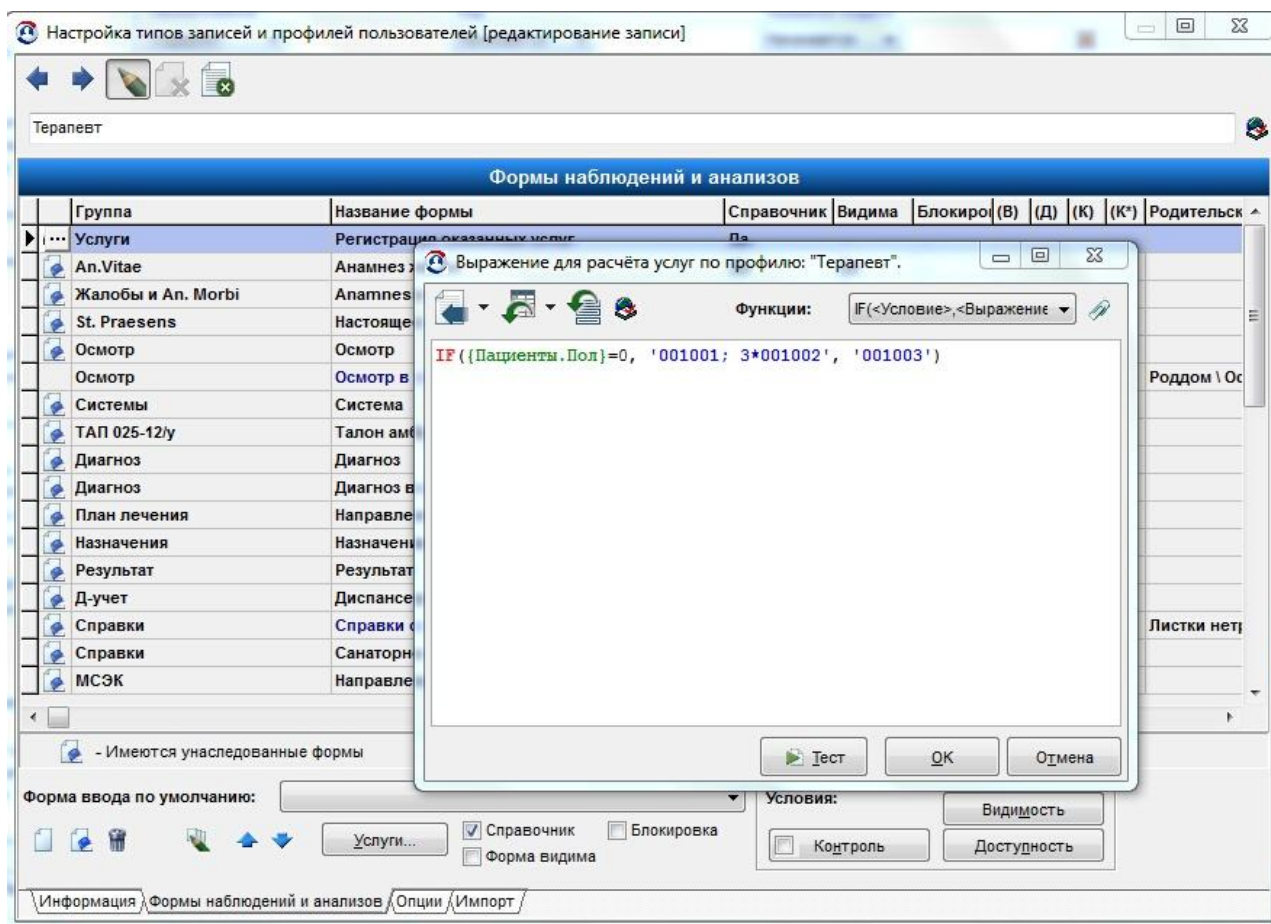 Настройка типов записей и профилей пользователей [редактирование записи]
Терапевт
Формы наблюдений и анализов
Группа Название формы Справочник Видима Блокиро (В) (Д) (К) (К*) Родительск
Услуги Регистрация оказанных услуг Да
An.Vitae Анамнез
Жалобы и An. Morbi Anamnes
St. Praesens Настояще
Осмотр Осмотр
Осмотр Осмотр в Роддом \ Ос
Системы Система
ТАП 025-12/у Талон амб
Диагноз Диагноз
Диагноз Диагноз в
План лечения Направле
Назначения Назначени
Результат Результат
Д-учет Диспансе
Справки Справки Листки нетр
Справки Санаторн
МСЭК Направле
Выражение для расчёта услуг по профилю: "Терапевт".
Функции: IF(<Условие>,<Выражение
IF({Пациенты.Пол}=0, '001001; 3*001002', '001003')
Тест OK Отмена
- Имеются унаследованные формы
Форма ввода по умолчанию:
Услуги...
Справочник Блокировка
Форма видима
Условия:
Видимость
Контроль Доступность
Информация Формы наблюдений и анализов Опции Импорт